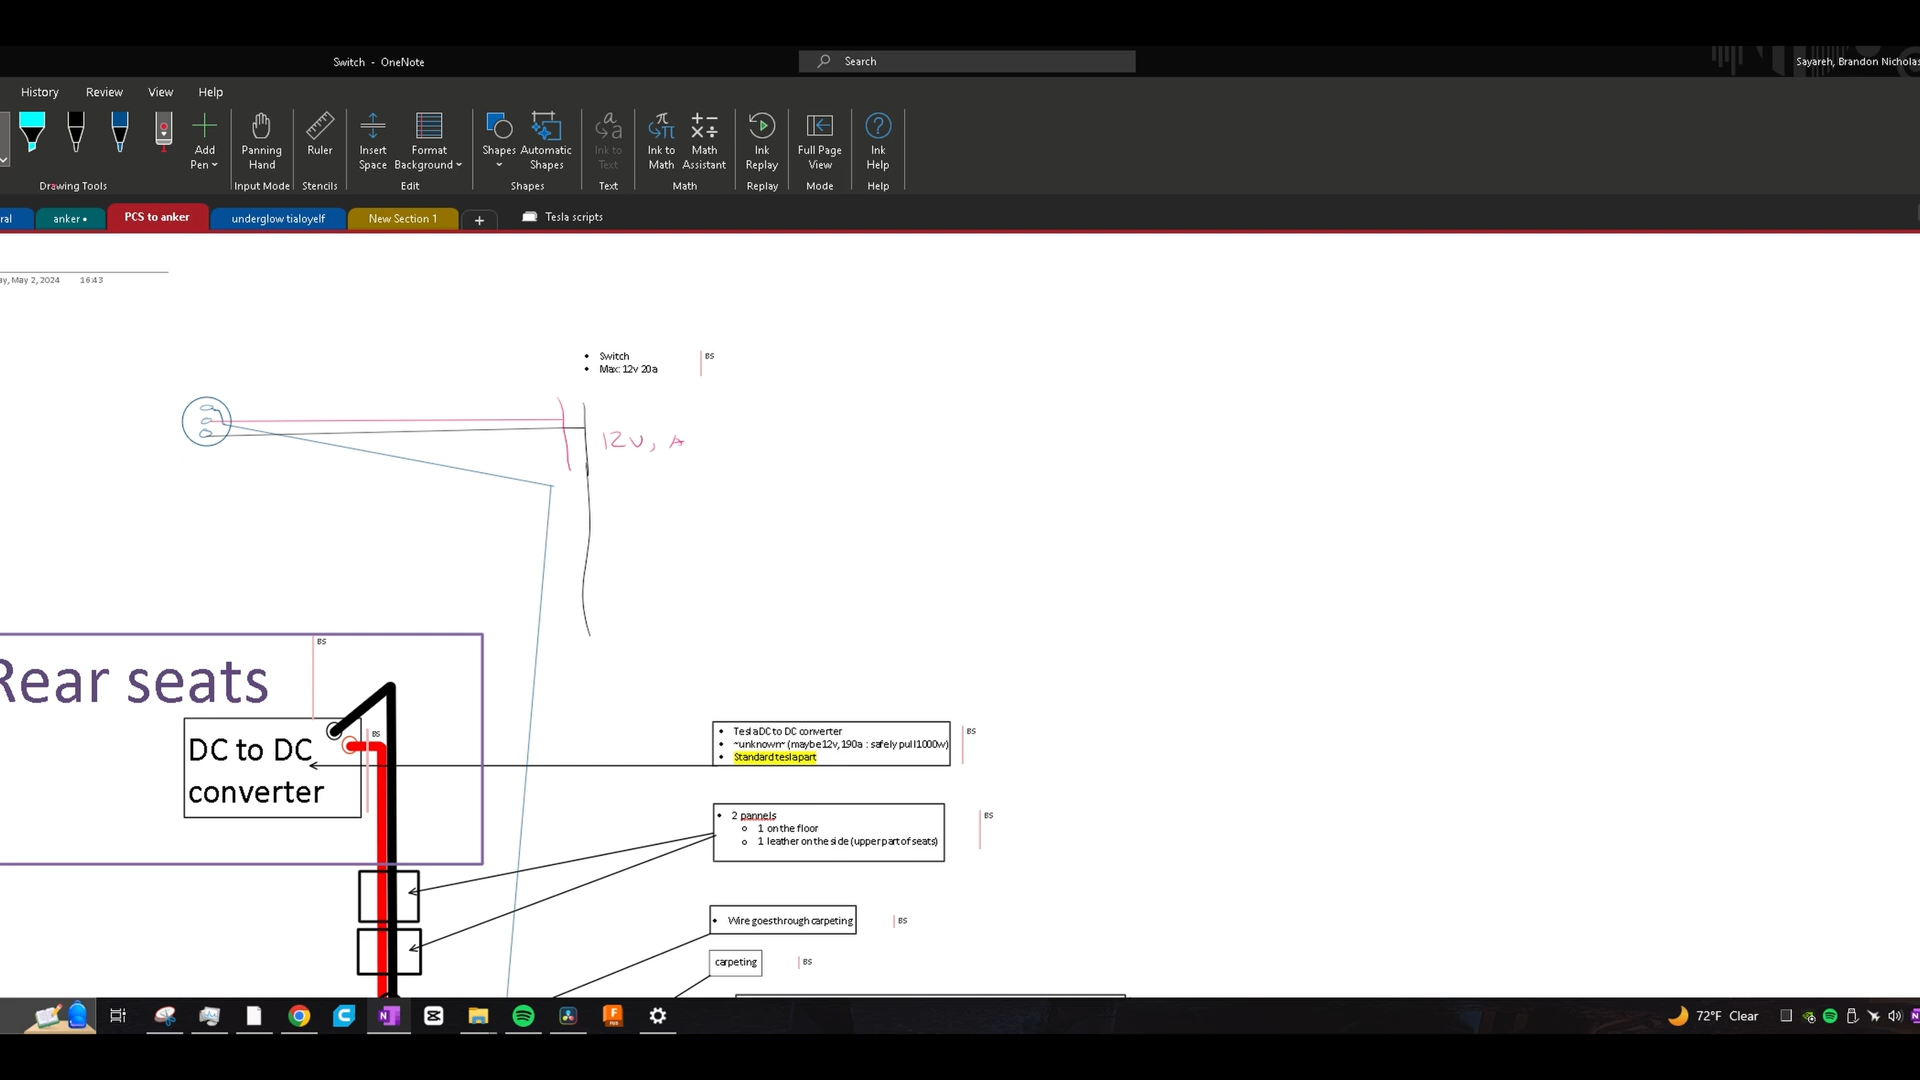 Switch - OneNote
Search
Sayareh, Brandon Nicholas
History
Review
View
Help
Add Pen
Panning Hand
Ruler
Insert Space
Format Background
Shapes
Automatic Shapes
Ink to Text
Ink to Math
Math Assistant
Ink Replay
Full Page View
Ink Help
Drawing Tools
Input Mode
Stencils
Edit
Shapes
Text
Math
Replay
Mode
Help
ral
anker •
PCS to anker
underglow tialoyelf
New Section 1
Tesla scripts
ay, May 2, 2024 16:43
• Switch
BS
• Max: 12v 20a
12v, A
BS
Rear seats
DC to DC
converter
BS
• Tesla DC to DC converter
BS
• ~unknown~ (maybe 12v, 190a : safely pull 1000w)
• Standard tesla part
• 2 pannels
BS
o 1 on the floor
o 1 leather on the side (upper part of seats)
• Wire goes through carpeting
BS
carpeting
BS
72°F Clear